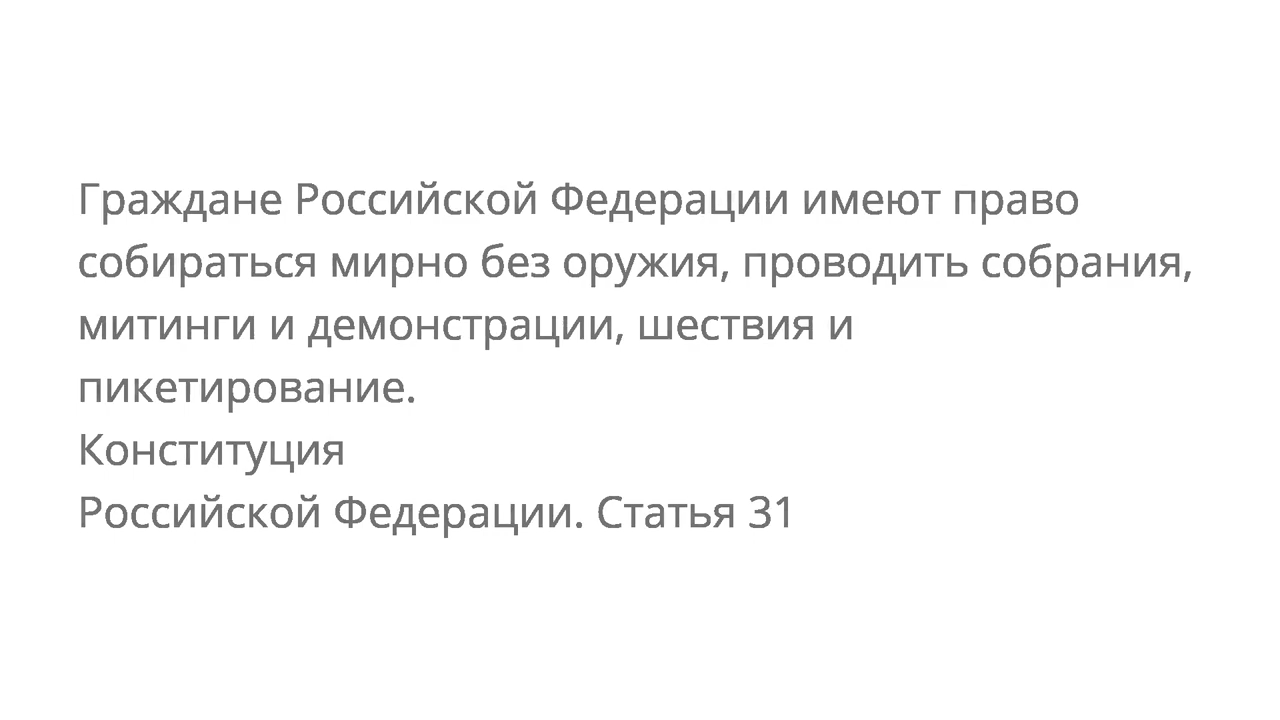 Граждане Российской Федерации имеют право
собираться мирно без оружия, проводить собрания,
митинги и демонстрации, шествия и
пикетирование.
Конституция
Российской Федерации. Статья 31